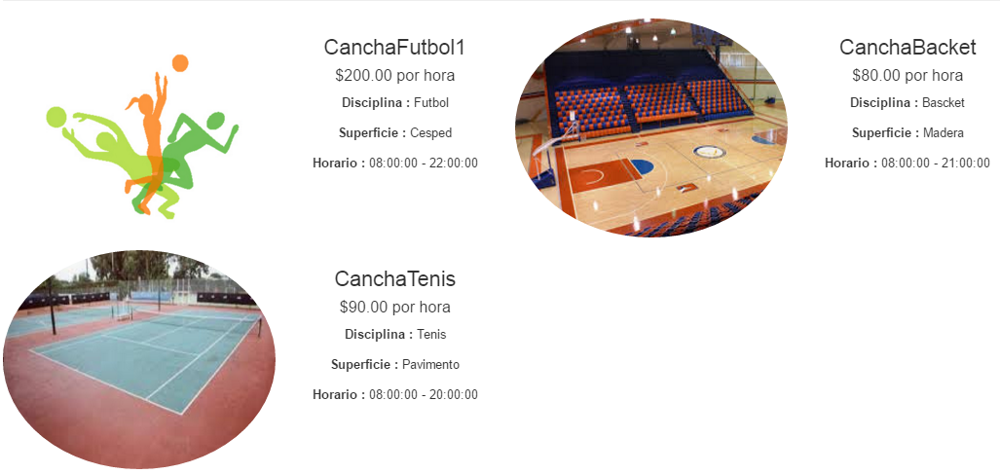 CanchaFutbol1
$200.00 por hora
Disciplina : Futbol
Superficie : Cesped
Horario : 08:00:00 - 22:00:00
CanchaBacket
$80.00 por hora
Disciplina : Bascket
Superficie : Madera
Horario : 08:00:00 - 21:00:00
CanchaTenis
$90.00 por hora
Disciplina : Tenis
Superficie : Pavimento
Horario : 08:00:00 - 20:00:00